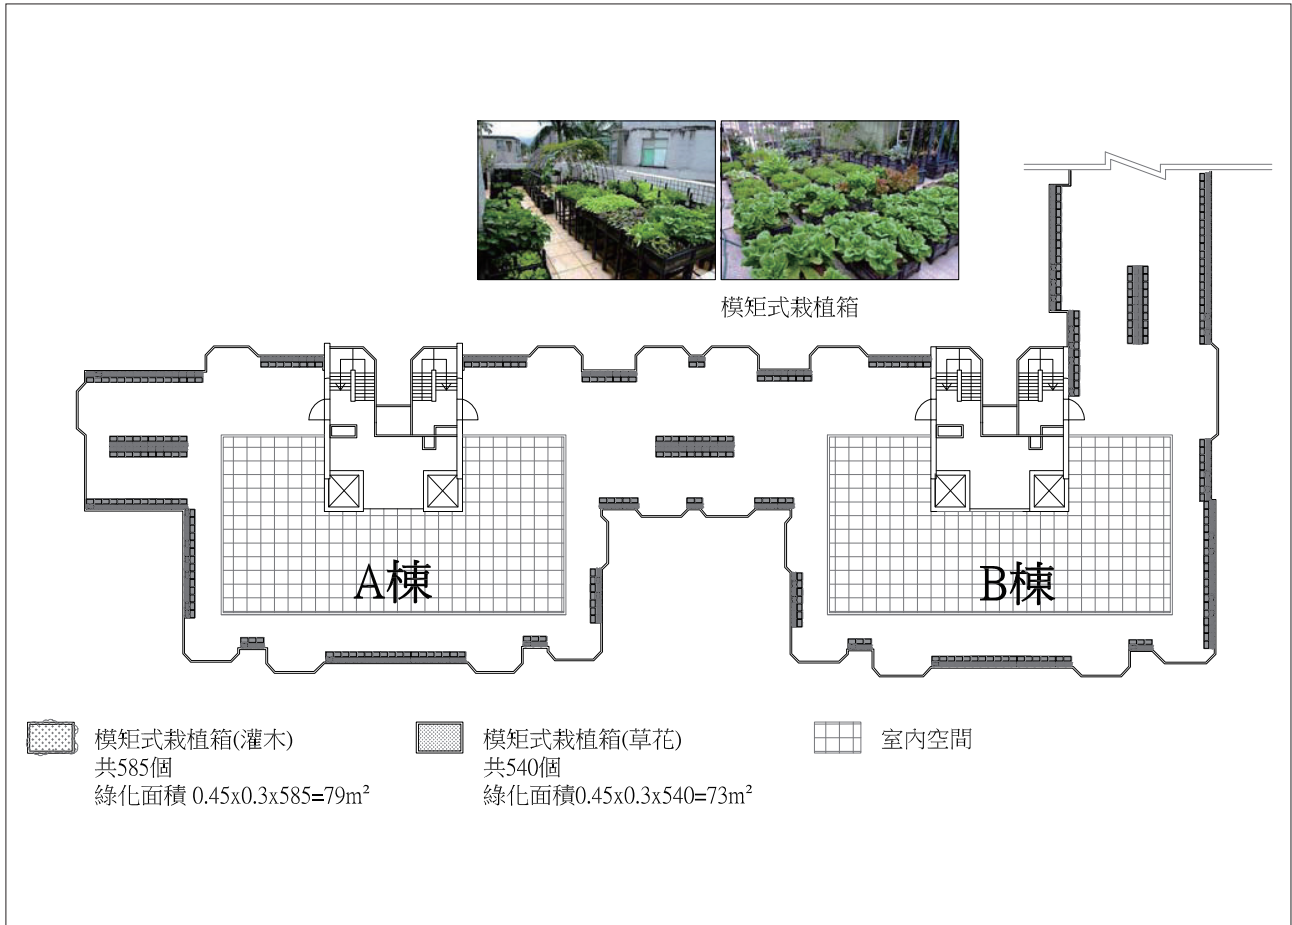 模矩式栽植箱
A棟
B棟
模矩式栽植箱(灌木)
共585個
綠化面積 0.45x0.3x585=79m²
模矩式栽植箱(草花)
共540個
綠化面積0.45x0.3x540=73m²
室內空間